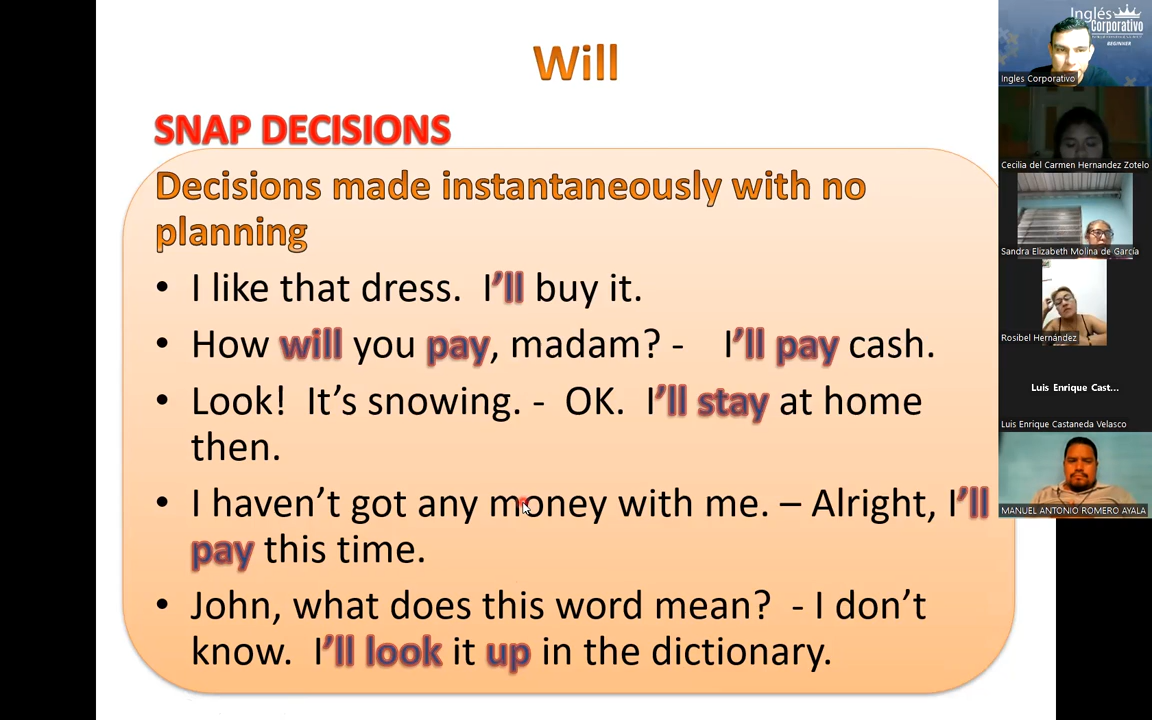 Will
SNAP DECISIONS
Decisions made instantaneously with no
planning
• I like that dress. I'll buy it.
• How will you pay, madam? - I'll pay cash.
• Look! It's snowing. - OK. I'll stay at home
then.
• I haven't got any money with me. – Alright, I'll
pay this time.
• John, what does this word mean? - I don't
know. I'll look it up in the dictionary.
Inglés
Corporativo
BEGINNER
Ingles Corporativo
Cecilia del Carmen Hernandez Zotelo
Sandra Elizabeth Molina de García
Rosibel Hernández
Luis Enrique Cast...
Luis Enrique Castaneda Velasco
MANUEL ANTONIO ROMERO AYALA